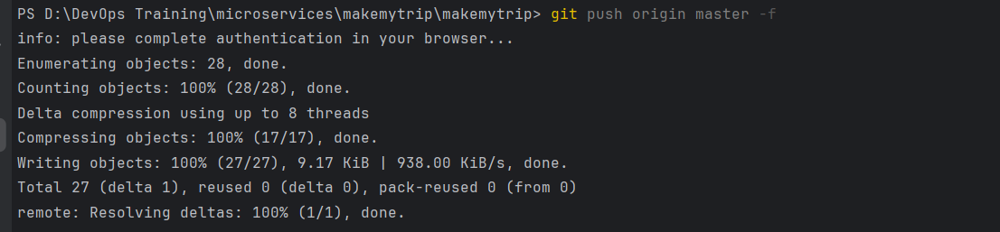 PS D:\DevOps Training\microservices\makemytrip\makemytrip> git push origin master -f
info: please complete authentication in your browser...
Enumerating objects: 28, done.
Counting objects: 100% (28/28), done.
Delta compression using up to 8 threads
Compressing objects: 100% (17/17), done.
Writing objects: 100% (27/27), 9.17 KiB | 938.00 KiB/s, done.
Total 27 (delta 1), reused 0 (delta 0), pack-reused 0 (from 0)
remote: Resolving deltas: 100% (1/1), done.